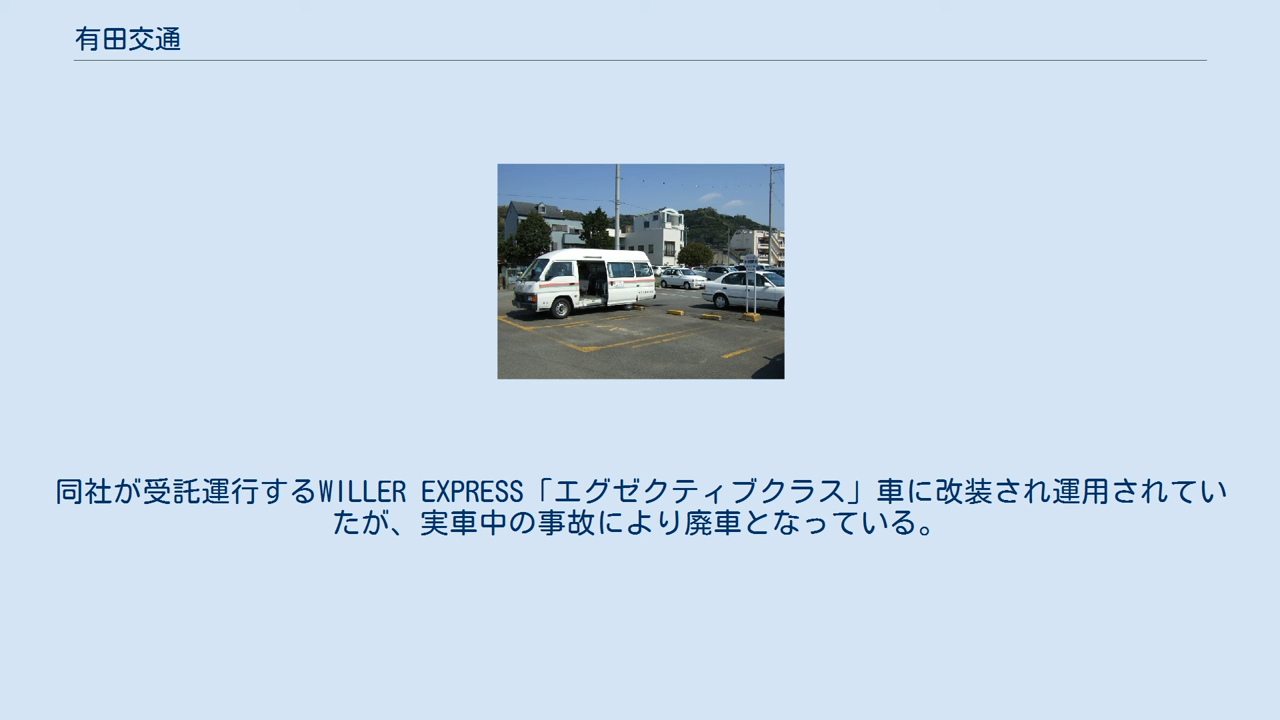 有田交通
同社が受託運行するWILLER EXPRESS「エグゼクティブクラス」車に改装され運用されてい
たが、実車中の事故により廃車となっている。